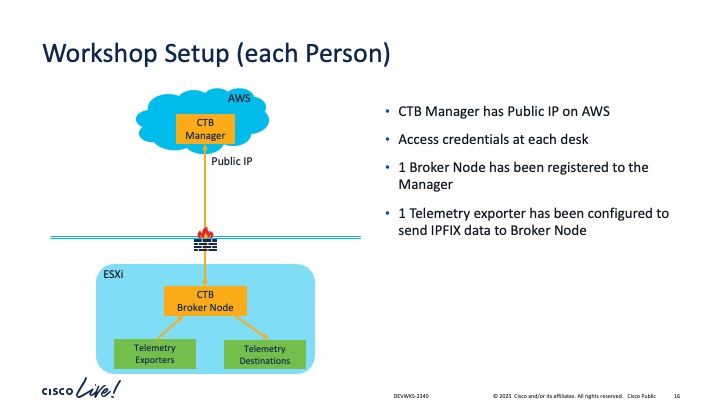 Workshop Setup (each Person)
AWS
CTB
Manager
Public IP
ESXi
CTB
Broker Node
Telemetry
Exporters
Telemetry
Destinations
• CTB Manager has Public IP on AWS
• Access credentials at each desk
• 1 Broker Node has been registered to the
Manager
• 1 Telemetry exporter has been configured to
send IPFIX data to Broker Node
CISCO Live!
DEVWKS-2340
© 2025 Cisco and/or its affiliates. All rights reserved. Cisco Public
16